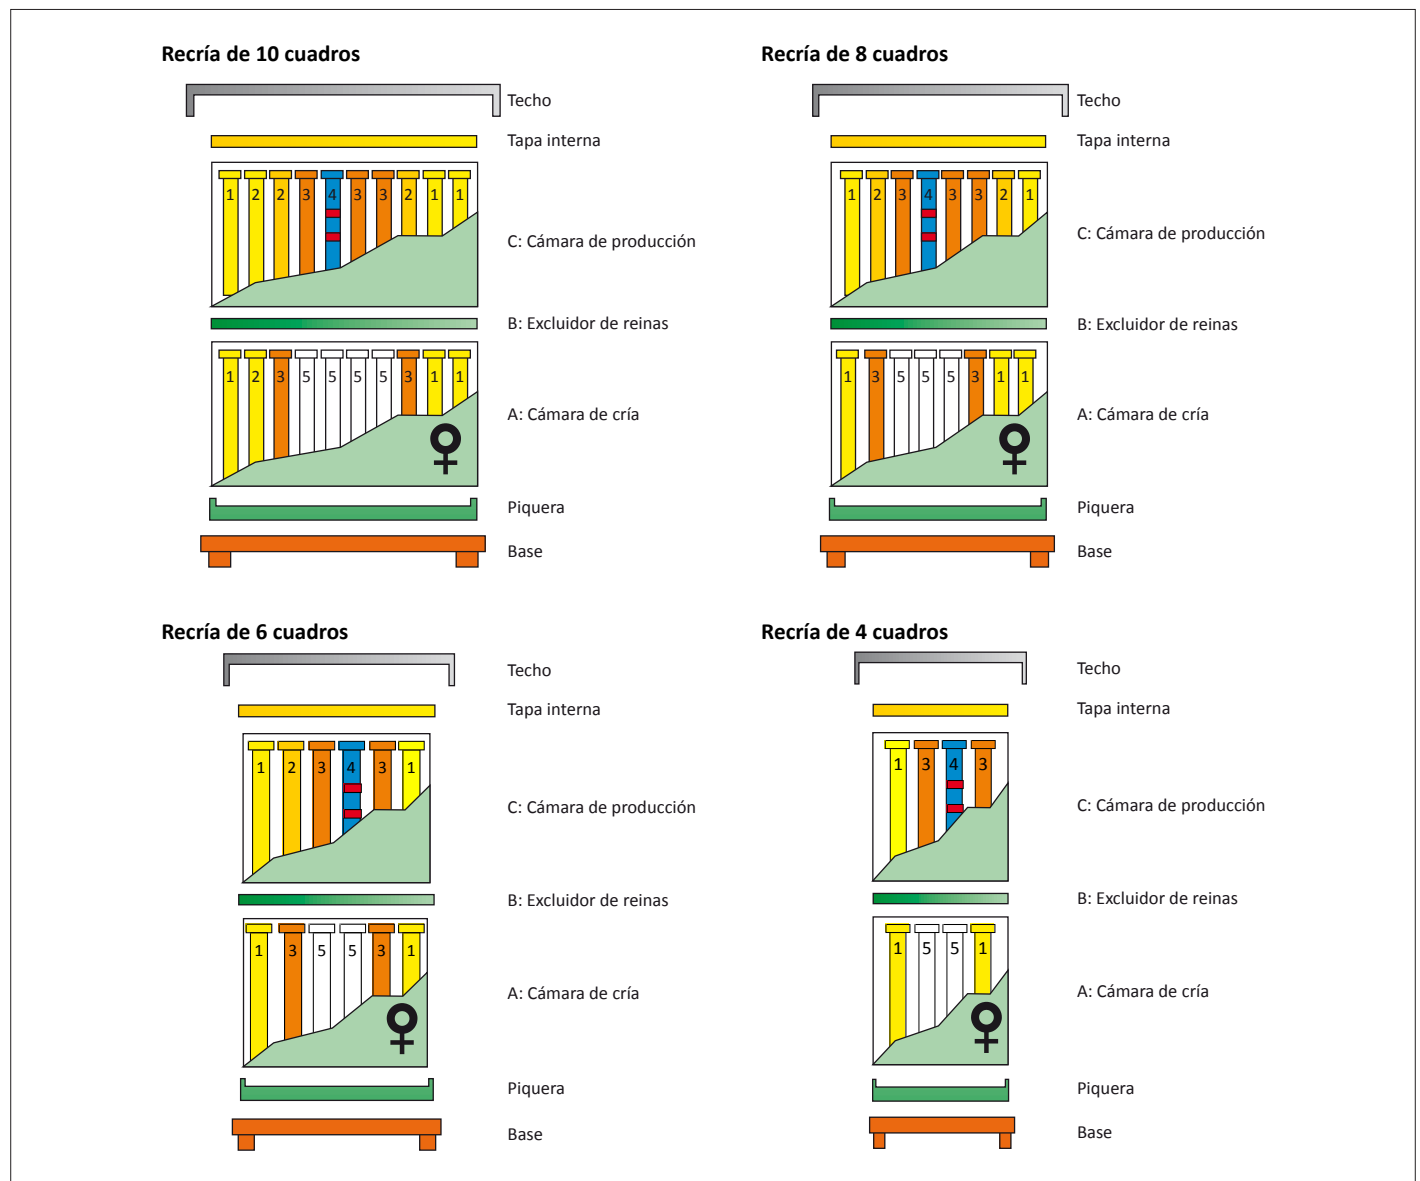 Recría de 10 cuadros
Techo
Tapa interna
1 2 2 3 4 3 3 2 1 1
C: Cámara de producción
B: Excluidor de reinas
1 2 3 5 5 5 5 3 1 1
A: Cámara de cría
Piquera
Base
Recría de 8 cuadros
Techo
Tapa interna
1 2 3 4 3 3 2 1
C: Cámara de producción
B: Excluidor de reinas
1 3 5 5 5 3 1 1
A: Cámara de cría
Piquera
Base
Recría de 6 cuadros
Techo
Tapa interna
1 2 3 4 3 1
C: Cámara de producción
B: Excluidor de reinas
1 3 5 5 3 1
A: Cámara de cría
Piquera
Base
Recría de 4 cuadros
Techo
Tapa interna
1 3 4 3
C: Cámara de producción
B: Excluidor de reinas
1 5 5 1
A: Cámara de cría
Piquera
Base